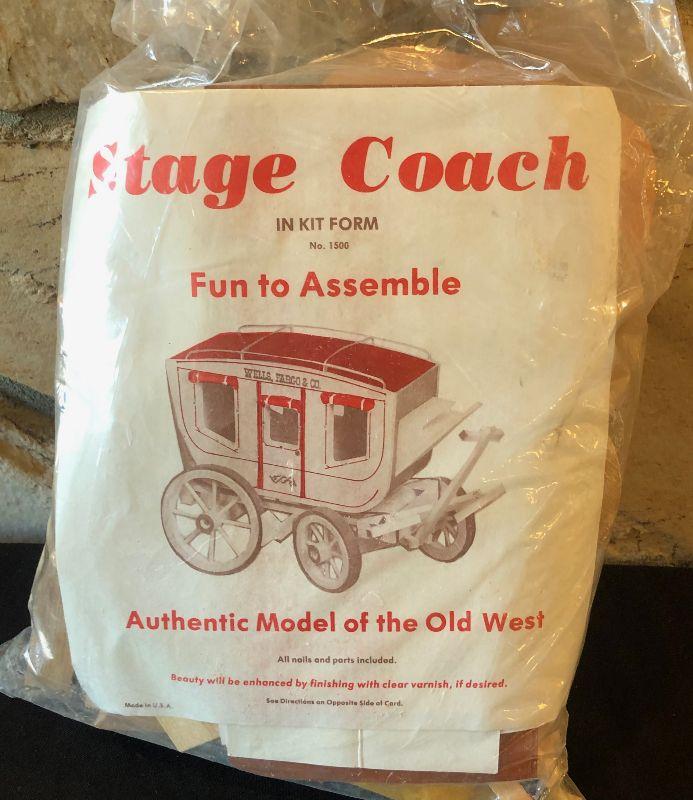 Stage Coach
IN KIT FORM
No. 1500
Fun to Assemble
WELLS, FARGO & CO.
Authentic Model of the Old West
All nails and parts included.
Beauty will be enhanced by finishing with clear varnish, if desired.
Made in U.S.A.
See Directions on Opposite Side of Card.